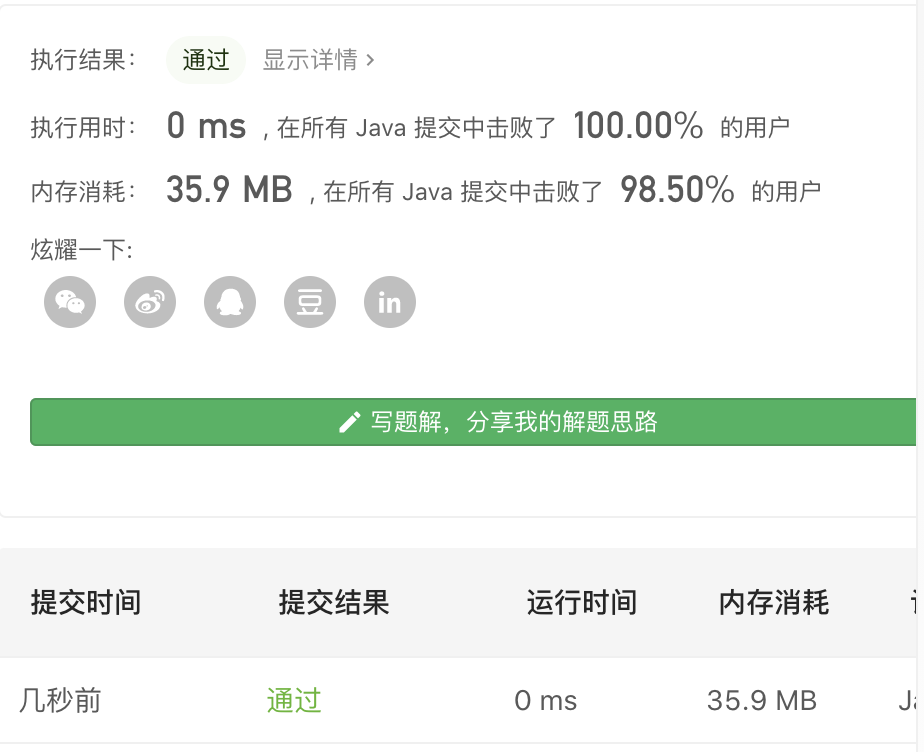 执行结果： 通过 显示详情 ›
执行用时： 0 ms , 在所有 Java 提交中击败了 100.00% 的用户
内存消耗： 35.9 MB , 在所有 Java 提交中击败了 98.50% 的用户
炫耀一下:
豆 in
写题解，分享我的解题思路
提交时间 提交结果 运行时间 内存消耗
几秒前 通过 0 ms 35.9 MB